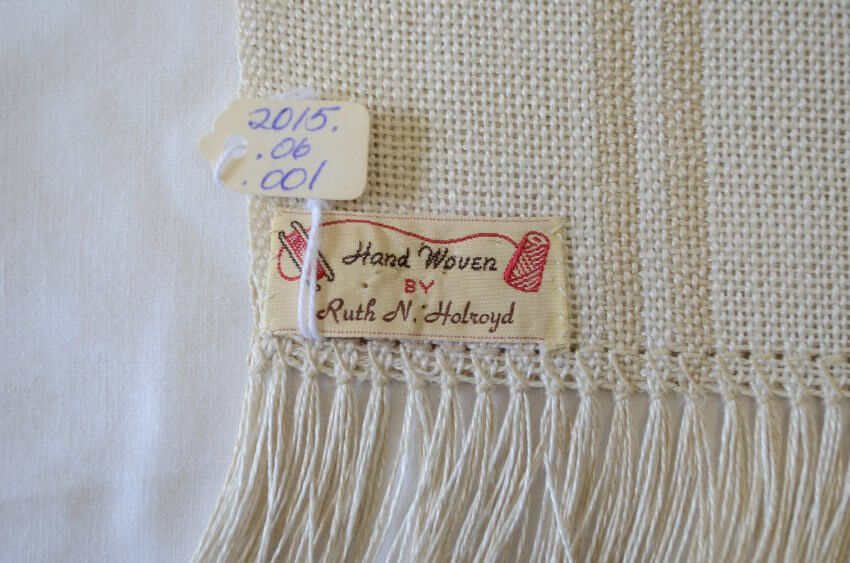 2015.
.06
.001
Hand Woven
BY
Ruth N. Holroyd